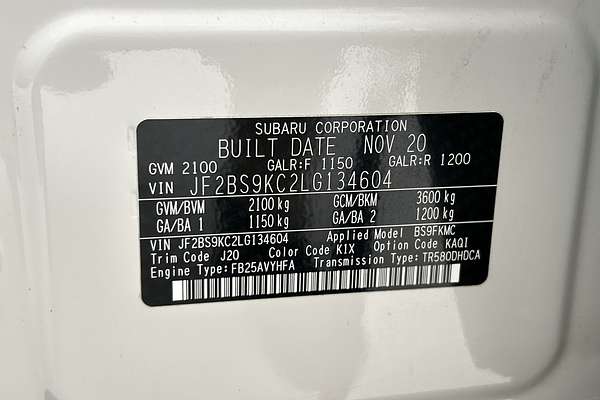 SUBARU CORPORATION
BUILT DATE NOV 20
GVM 2100 GALR:F 1150 GALR:R 1200
VIN JF2BS9KC2LG134604
GVM/BVM 2100 kg GCM/BKM 3600 kg
GA/BA 1 1150 kg GA/BA 2 1200 kg
VIN JF2BS9KC2LG134604 Applied Model BS9FKMC
Trim Code J20 Color Code K1X Option Code KAQI
Engine Type:FB25AVYHFA Transmission Type:TR580DHDCA